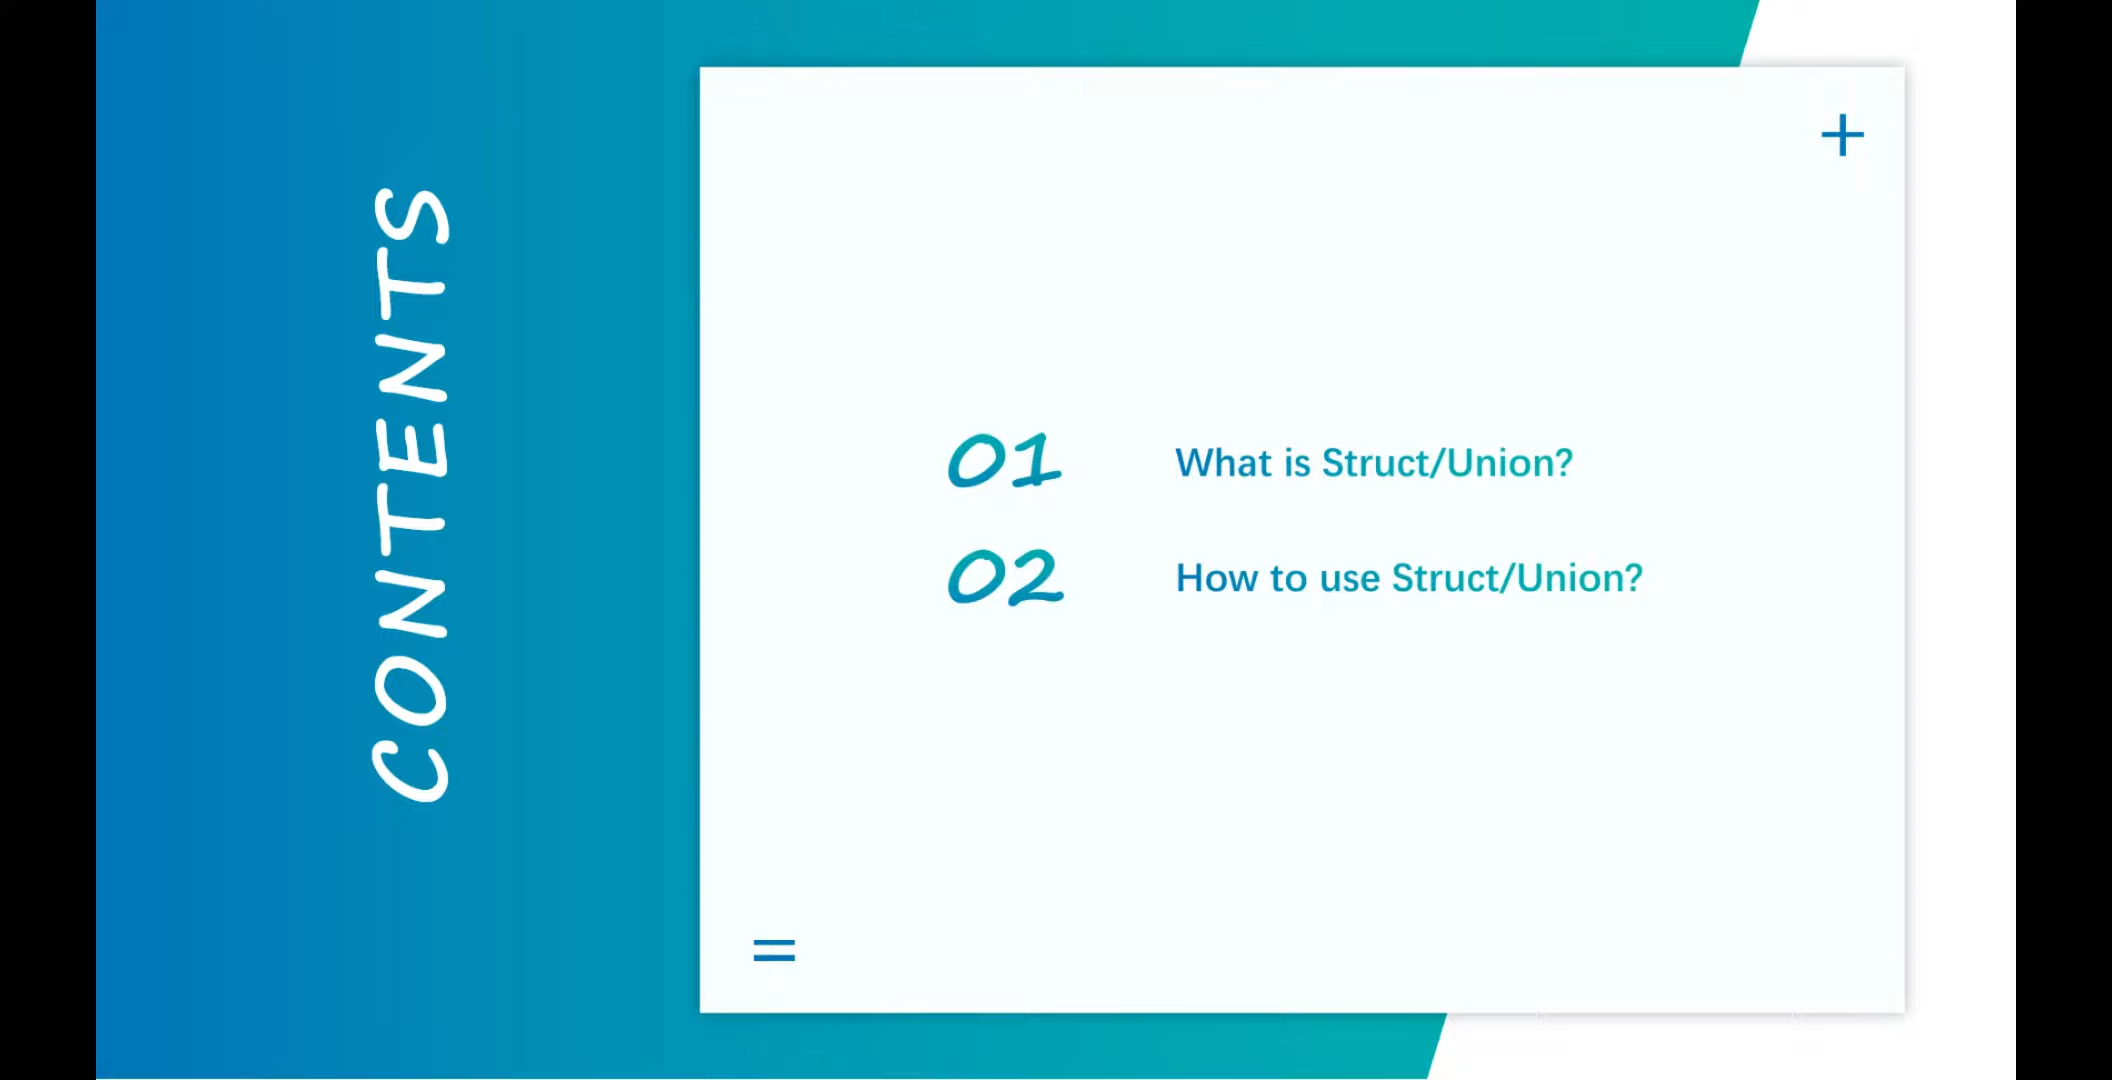 CONTENTS
+
01 What is Struct/Union?
02 How to use Struct/Union?
=